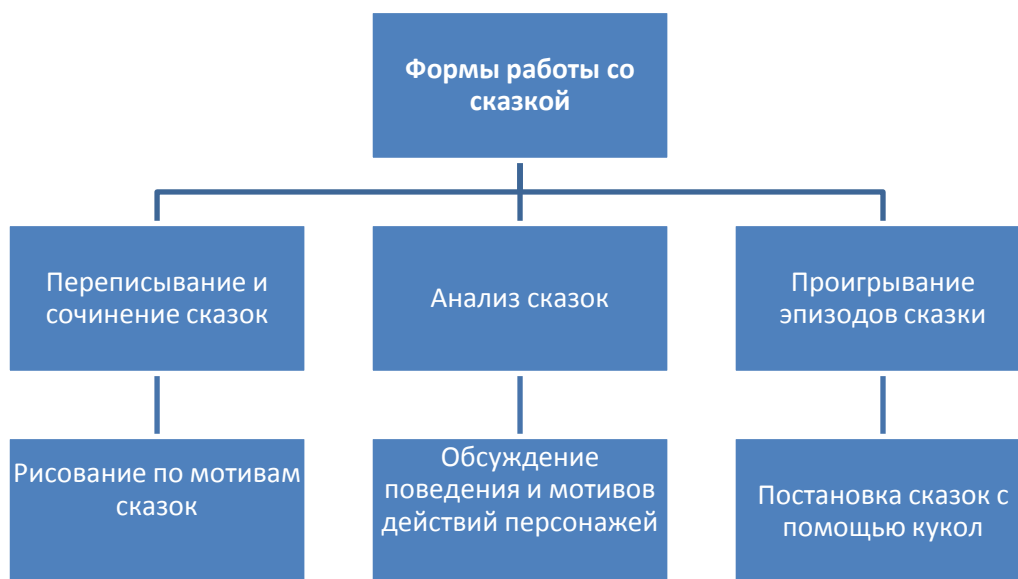 Формы работы со
сказкой
Переписывание и
сочинение сказок
Анализ сказок
Проигрывание
эпизодов сказки
Рисование по мотивам
сказок
Обсуждение
поведения и мотивов
действий персонажей
Постановка сказок с
помощью кукол